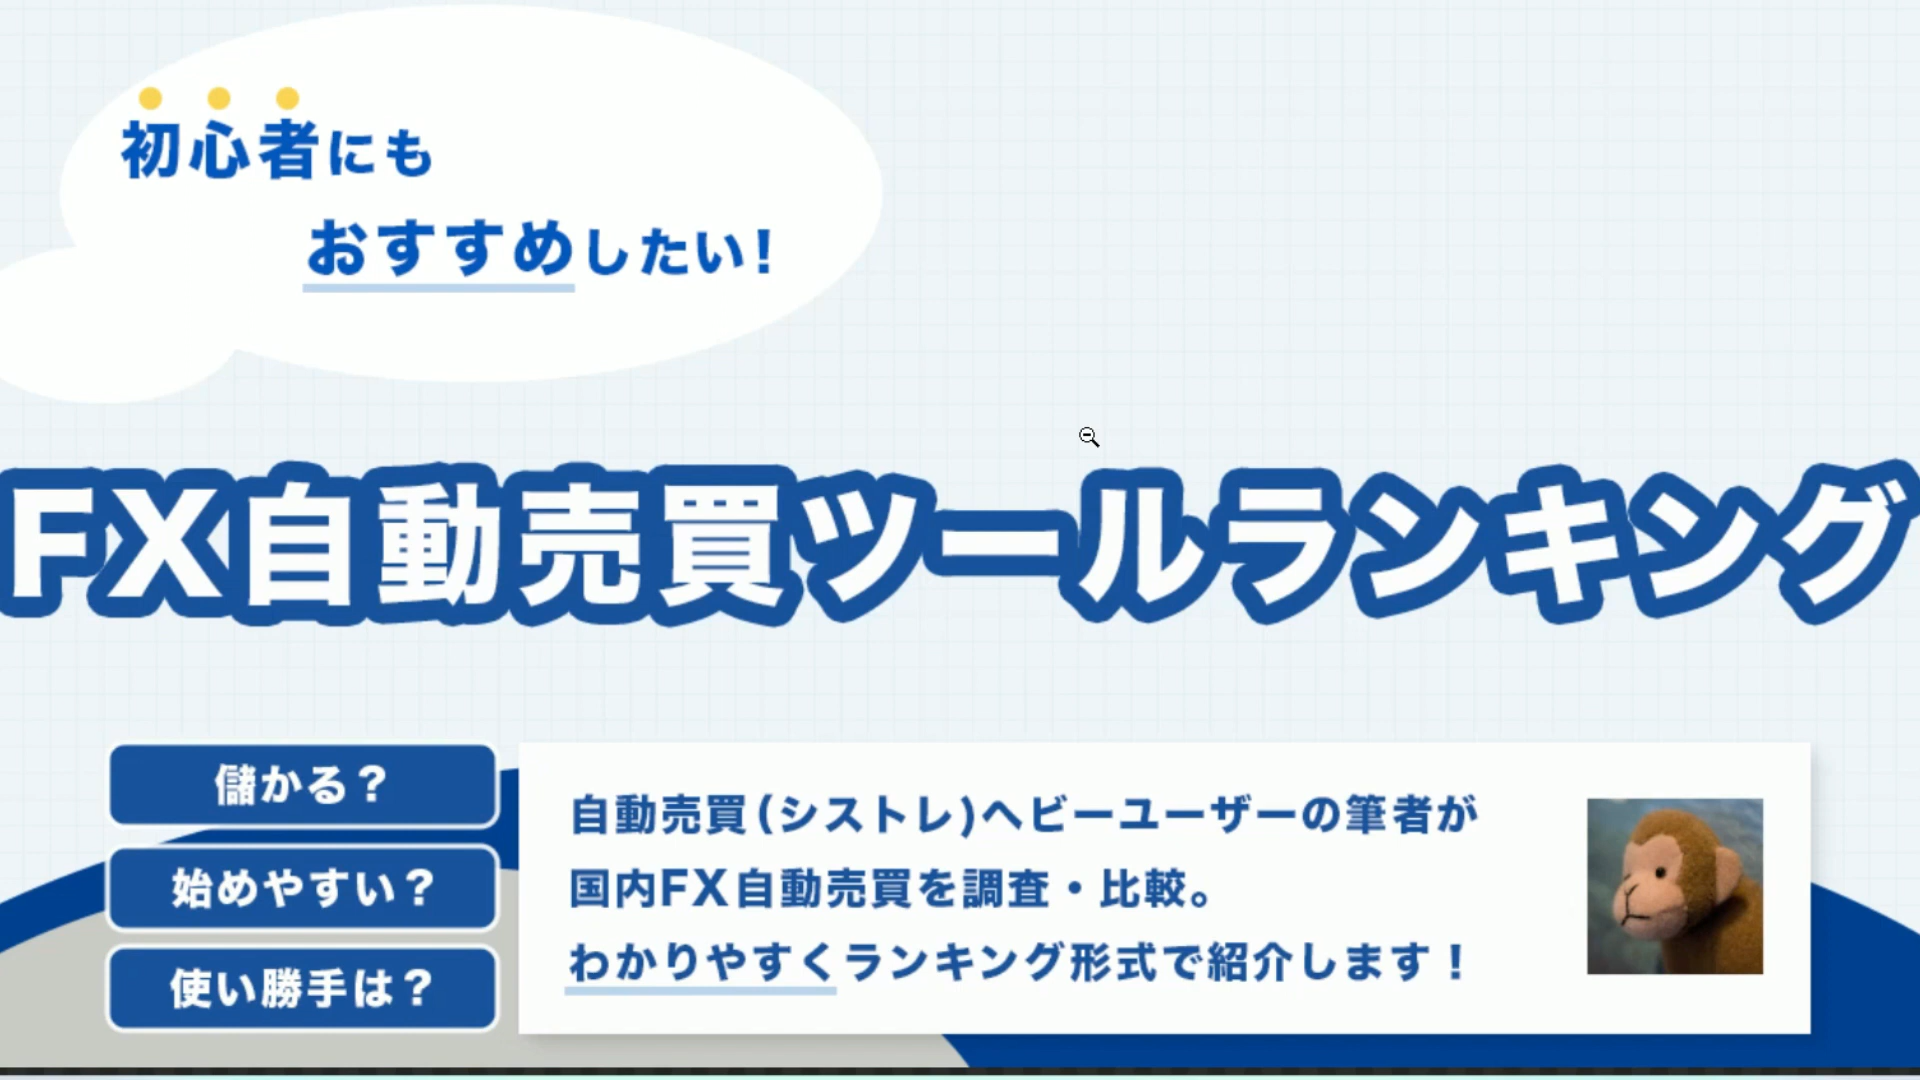 初心者にも
おすすめしたい!
FX自動売買ツールランキング
儲かる?
始めやすい?
使い勝手は?
自動売買(シストレ)ヘビーユーザーの筆者が
国内FX自動売買を調査・比較。
わかりやすくランキング形式で紹介します!